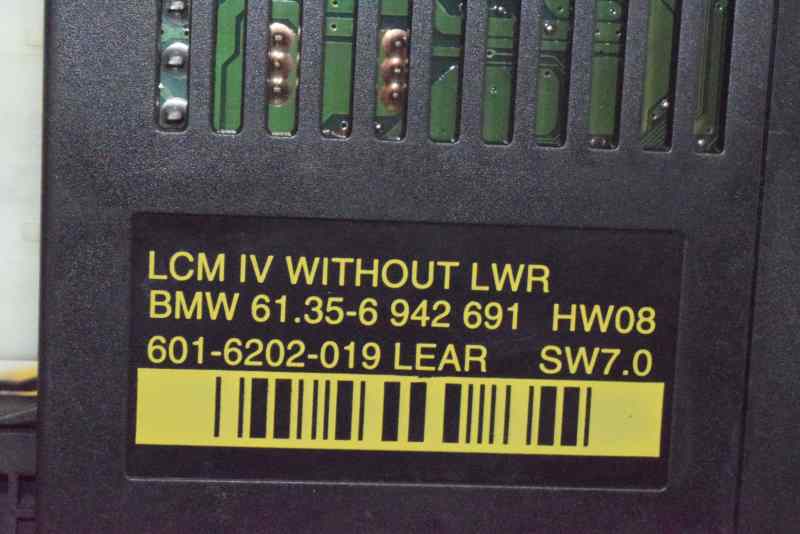 LCM IV WITHOUT LWR
BMW 61.35-6 942 691 HW08
601-6202-019 LEAR SW7.0